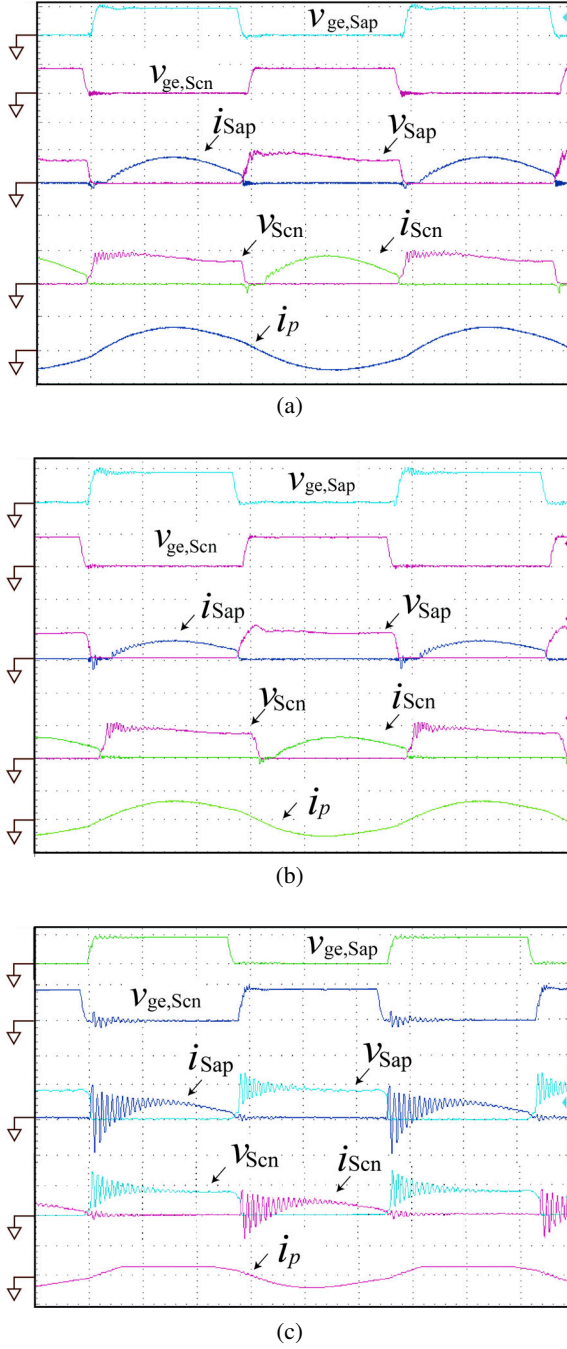 v_ge,Sap
v_ge,Scn
i_Sap
v_Sap
v_Scn
i_Scn
i_p
(a)
v_ge,Sap
v_ge,Scn
i_Sap
v_Sap
v_Scn
i_Scn
i_p
(b)
v_ge,Sap
v_ge,Scn
i_Sap
v_Sap
v_Scn
i_Scn
i_p
(c)